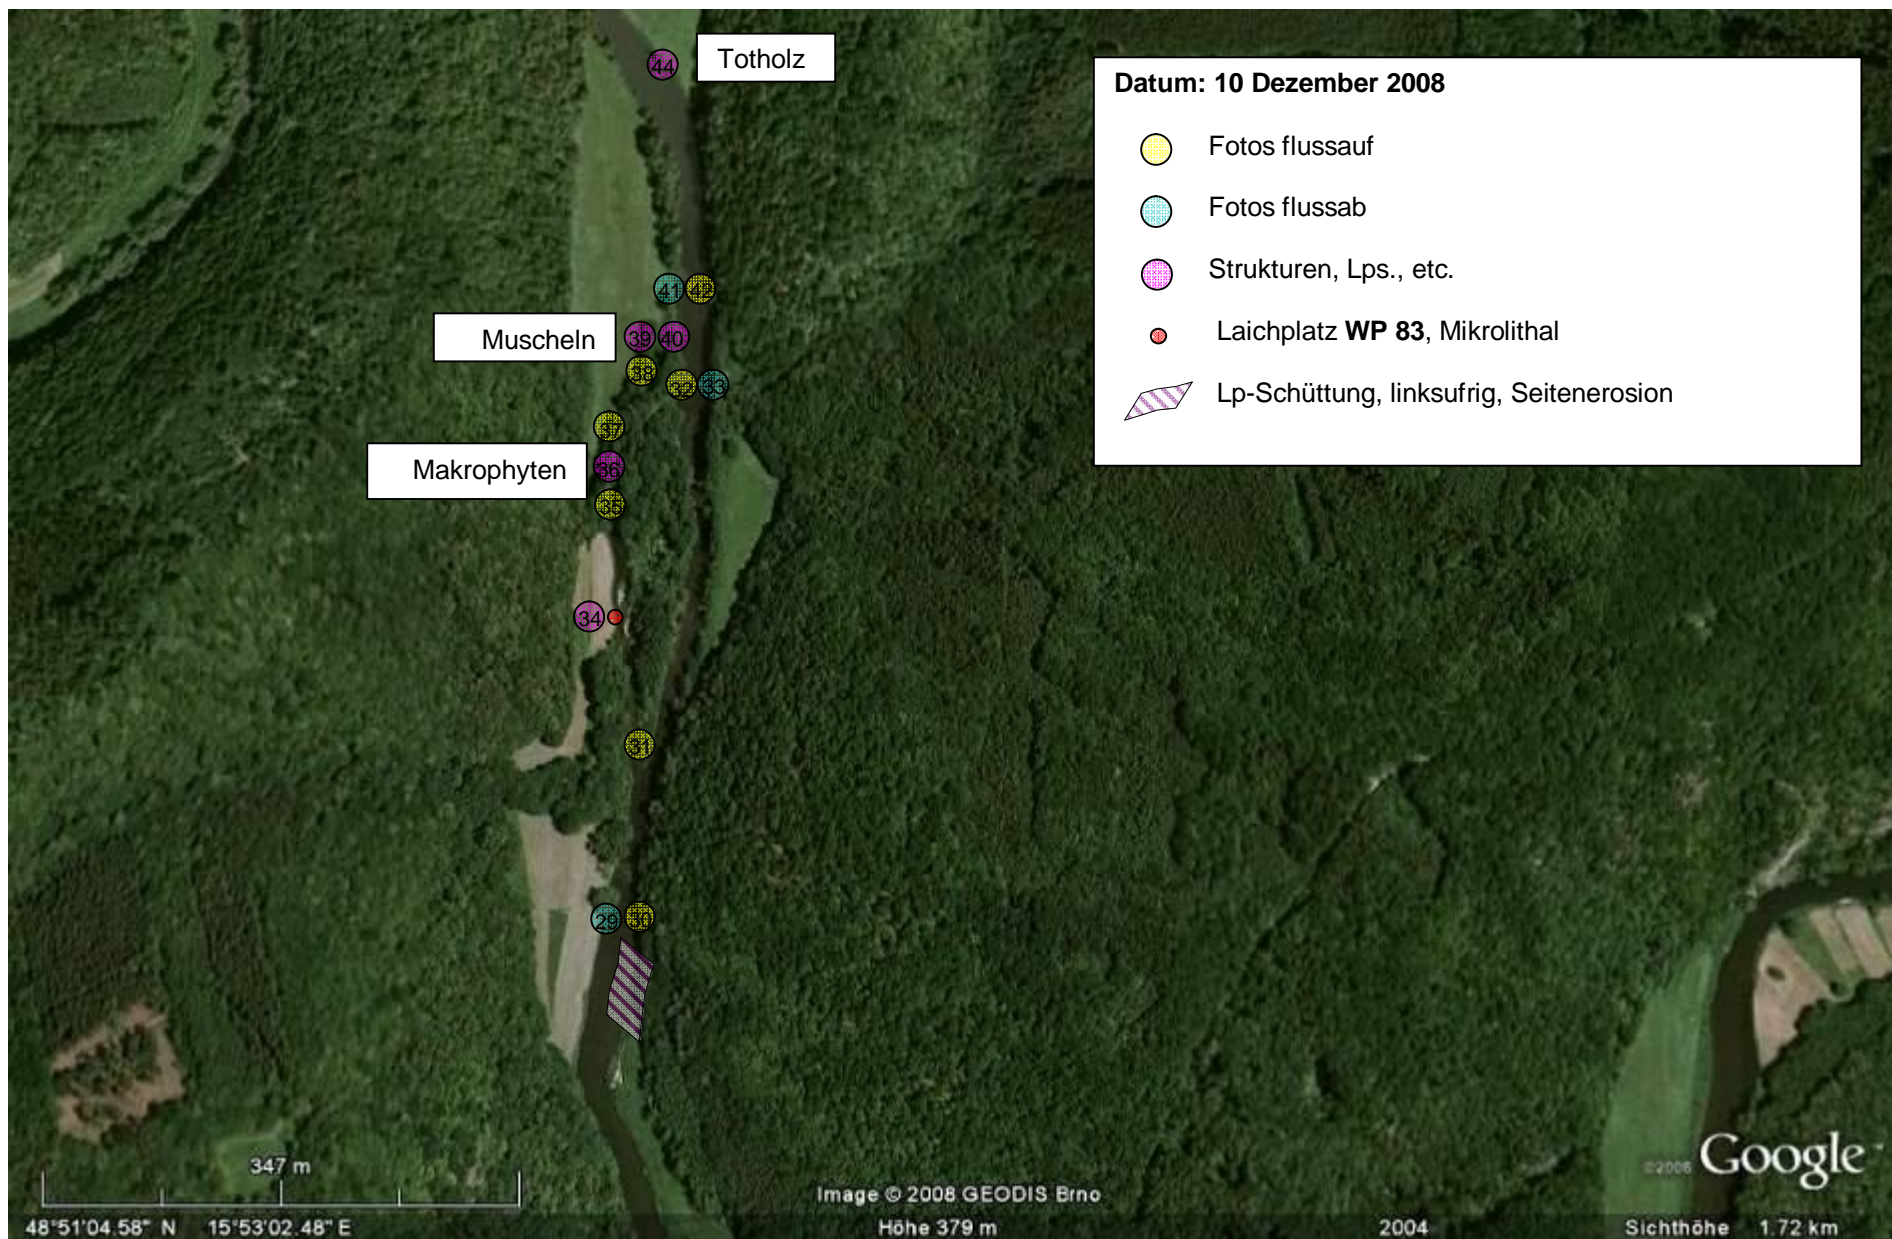 44
Totholz
Datum: 10 Dezember 2008
Fotos flussauf
Fotos flussab
Strukturen, Lps., etc.
Laichplatz WP 83, Mikrolithal
Lp-Schüttung, linksufrig, Seitenerosion
41 42
Muscheln
39 40
38
33
37
Makrophyten
36
35
34
31
29
347 m
©2006 Google
Image © 2008 GEODIS Brno
48°51'04.58" N 15°53'02.48" E
Höhe 379 m
2004
Sichthöhe 1.72 km